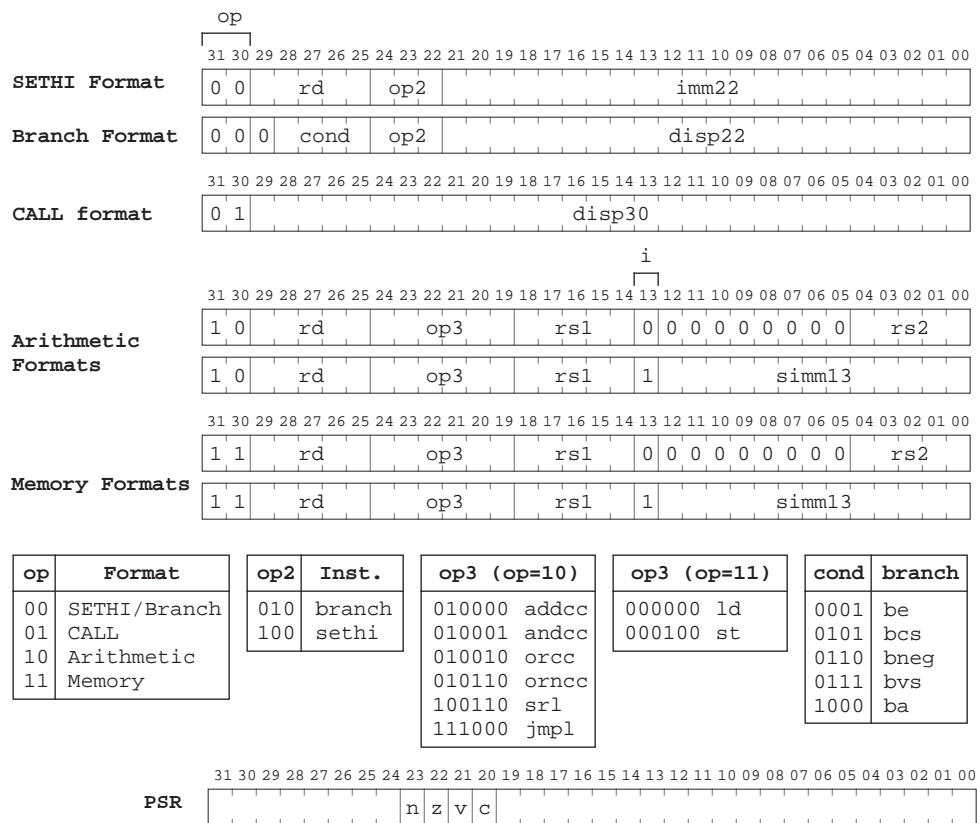 op
31 30 29 28 27 26 25 24 23 22 21 20 19 18 17 16 15 14 13 12 11 10 09 08 07 06 05 04 03 02 01 00
SETHI Format 0 0 rd op2 imm22
Branch Format 0 0 0 cond op2 disp22
31 30 29 28 27 26 25 24 23 22 21 20 19 18 17 16 15 14 13 12 11 10 09 08 07 06 05 04 03 02 01 00
CALL format 0 1 disp30
i
31 30 29 28 27 26 25 24 23 22 21 20 19 18 17 16 15 14 13 12 11 10 09 08 07 06 05 04 03 02 01 00
Arithmetic
Formats
1 0 rd op3 rs1 0 0 0 0 0 0 0 0 0 rs2
1 0 rd op3 rs1 1 simm13
31 30 29 28 27 26 25 24 23 22 21 20 19 18 17 16 15 14 13 12 11 10 09 08 07 06 05 04 03 02 01 00
Memory Formats
1 1 rd op3 rs1 0 0 0 0 0 0 0 0 0 rs2
1 1 rd op3 rs1 1 simm13
op Format
00 SETHI/Branch
01 CALL
10 Arithmetic
11 Memory
op2 Inst.
010 branch
100 sethi
op3 (op=10)
010000 addcc
010001 andcc
010010 orcc
010110 orncc
100110 srl
111000 jmpl
op3 (op=11)
000000 ld
000100 st
cond branch
0001 be
0101 bcs
0110 bneg
0111 bvs
1000 ba
31 30 29 28 27 26 25 24 23 22 21 20 19 18 17 16 15 14 13 12 11 10 09 08 07 06 05 04 03 02 01 00
PSR n z v c